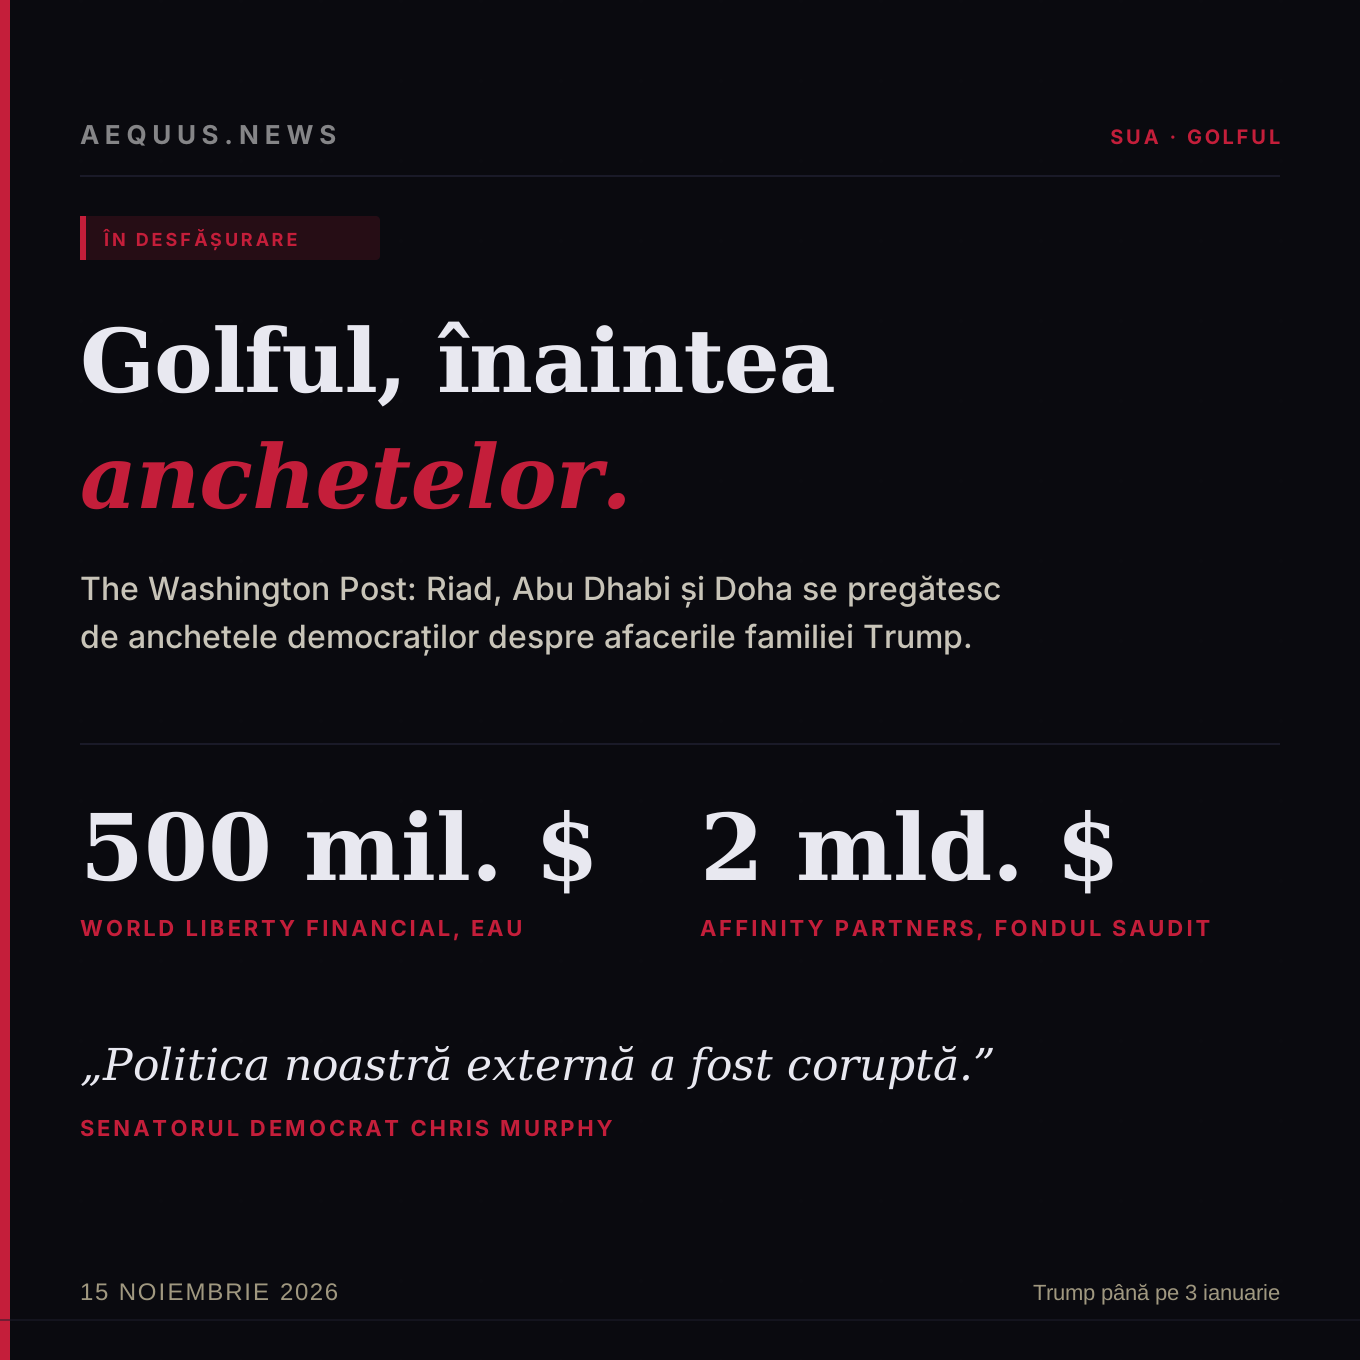 AEQUUS.NEWS
SUA · GOLFUL
ÎN DESFĂȘURARE
Golful, înaintea
anchetelor.
The Washington Post: Riad, Abu Dhabi și Doha se pregătesc
de anchetele democraților despre afacerile familiei Trump.
500 mil. $
WORLD LIBERTY FINANCIAL, EAU
2 mld. $
AFFINITY PARTNERS, FONDUL SAUDIT
„Politica noastră externă a fost coruptă.”
SENATORUL DEMOCRAT CHRIS MURPHY
15 NOIEMBRIE 2026
Trump până pe 3 ianuarie